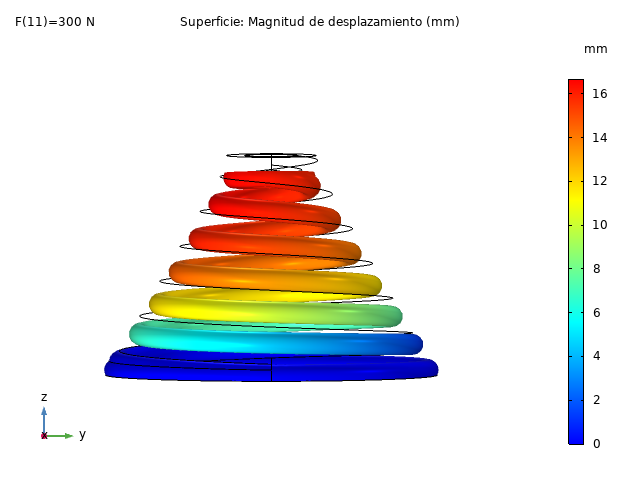 F(11)=300 N
Superficie: Magnitud de desplazamiento (mm)
mm
16
14
12
10
8
6
4
2
0
z
x
y